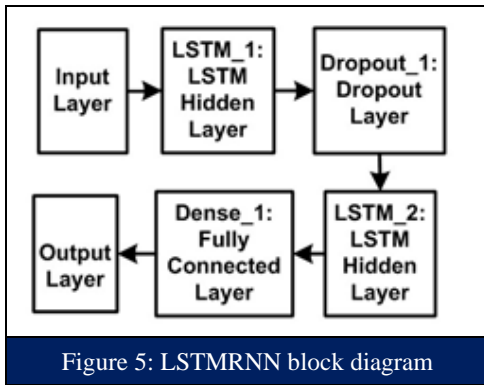 Input
Layer
LSTM_1:
LSTM
Hidden
Layer
Dropout_1:
Dropout
Layer
LSTM_2:
LSTM
Hidden
Layer
Dense_1:
Fully
Connected
Layer
Output
Layer
Figure 5: LSTMRNN block diagram